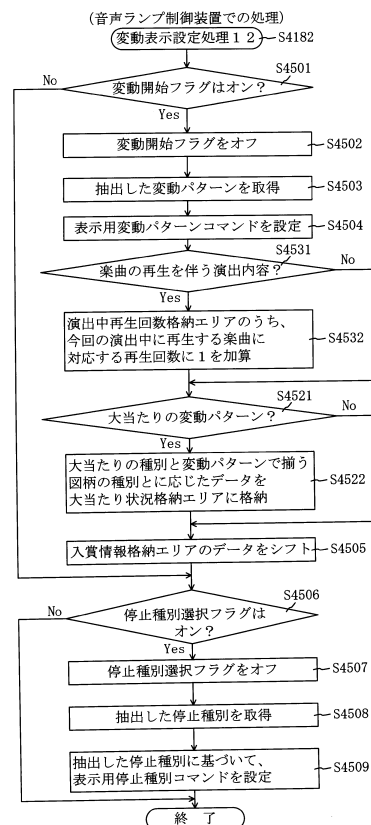 (音声ランプ制御装置での処理)
変動表示設定処理12
S4182
S4501
No
変動開始フラグはオン?
Yes
変動開始フラグをオフ
S4502
抽出した変動パターンを取得
S4503
表示用変動パターンコマンドを設定
S4504
S4531
No
楽曲の再生を伴う演出内容?
Yes
演出中再生回数格納エリアのうち、
今回の演出中に再生する楽曲に
対応する再生回数に1を加算
S4532
S4521
No
大当たりの変動パターン?
Yes
大当たりの種別と変動パターンで揃う
図柄の種別とに応じたデータを
大当たり状況格納エリアに格納
S4522
入賞情報格納エリアのデータをシフト
S4505
S4506
No
停止種別選択フラグは
オン?
Yes
停止種別選択フラグをオフ
S4507
抽出した停止種別を取得
S4508
抽出した停止種別に基づいて、
表示用停止種別コマンドを設定
S4509
終了